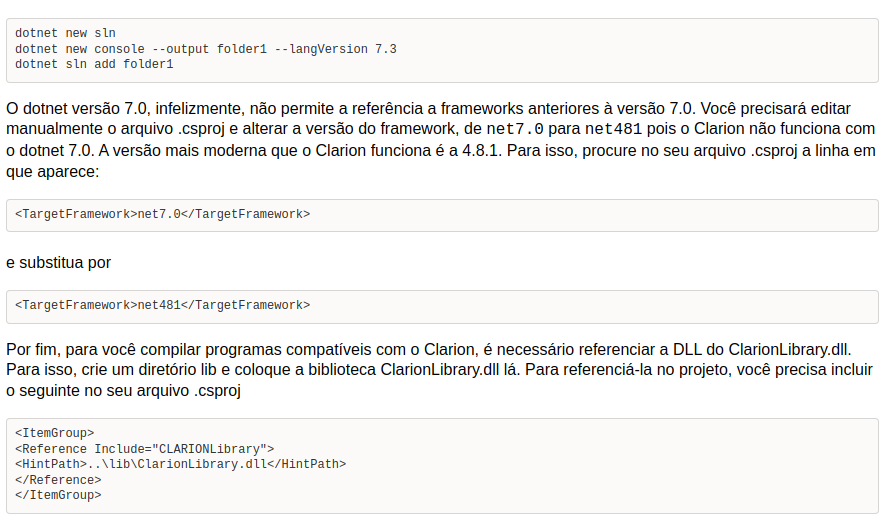 dotnet new sln
dotnet new console --output folder1 --langVersion 7.3
dotnet sln add folder1
O dotnet versão 7.0, infelizmente, não permite a referência a frameworks anteriores à versão 7.0. Você precisará editar
manualmente o arquivo .csproj e alterar a versão do framework, de net7.0 para net481 pois o Clarion não funciona com
o dotnet 7.0. A versão mais moderna que o Clarion funciona é a 4.8.1. Para isso, procure no seu arquivo .csproj a linha em
que aparece:
<TargetFramework>net7.0</TargetFramework>
e substitua por
<TargetFramework>net481</TargetFramework>
Por fim, para você compilar programas compatíveis com o Clarion, é necessário referenciar a DLL do ClarionLibrary.dll.
Para isso, crie um diretório lib e coloque a biblioteca ClarionLibrary.dll lá. Para referenciá-la no projeto, você precisa incluir
o seguinte no seu arquivo .csproj
<ItemGroup>
<Reference Include="CLARIONLibrary">
<HintPath>..\lib\ClarionLibrary.dll</HintPath>
</Reference>
</ItemGroup>